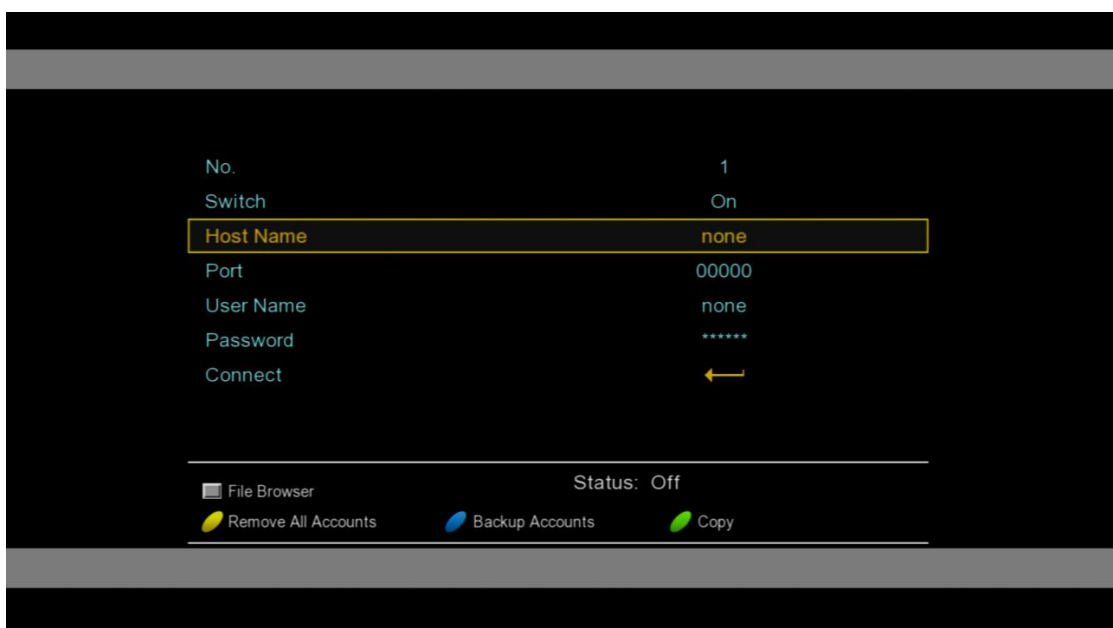 No. 1
Switch On
Host Name none
Port 00000
User Name none
Password ******
Connect
File Browser Status: Off
Remove All Accounts Backup Accounts Copy